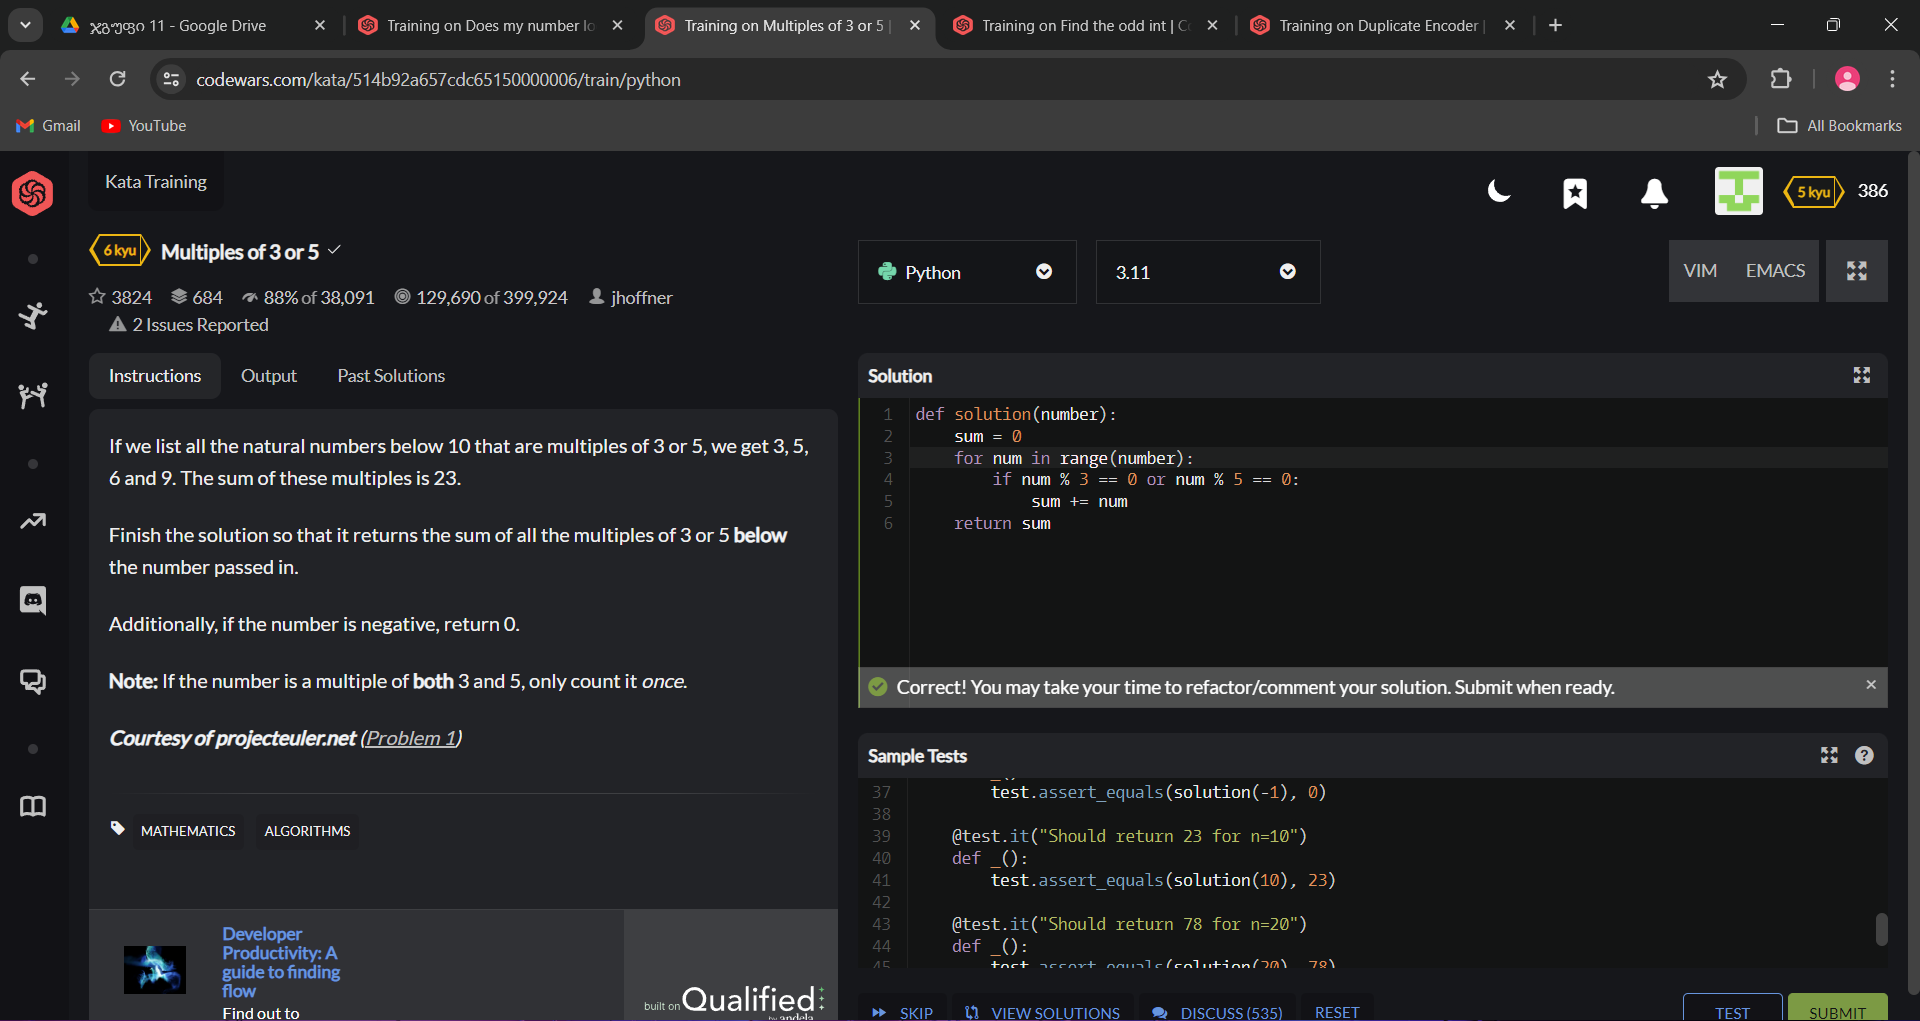 ჯგუფი 11 - Google Drive
Training on Does my number lo
Training on Multiples of 3 or 5 |
Training on Find the odd int | C
Training on Duplicate Encoder |
codewars.com/kata/514b92a657cdc65150000006/train/python
Gmail
YouTube
All Bookmarks
Kata Training
5 kyu
386
6 kyu
Multiples of 3 or 5
3824
684
88% of 38,091
129,690 of 399,924
jhoffner
2 Issues Reported
Python
3.11
VIM
EMACS
Instructions
Output
Past Solutions
If we list all the natural numbers below 10 that are multiples of 3 or 5, we get 3, 5,
6 and 9. The sum of these multiples is 23.
Finish the solution so that it returns the sum of all the multiples of 3 or 5 below
the number passed in.
Additionally, if the number is negative, return 0.
Note: If the number is a multiple of both 3 and 5, only count it once.
Courtesy of projecteuler.net (Problem 1)
MATHEMATICS
ALGORITHMS
Developer
Productivity: A
guide to finding
flow
Find out to
built on Qualified
by andela
Solution
1 def solution(number):
2 sum = 0
3 for num in range(number):
4 if num % 3 == 0 or num % 5 == 0:
5 sum += num
6 return sum
Correct! You may take your time to refactor/comment your solution. Submit when ready.
Sample Tests
37 test.assert_equals(solution(-1), 0)
38
39 @test.it("Should return 23 for n=10")
40 def _():
41 test.assert_equals(solution(10), 23)
42
43 @test.it("Should return 78 for n=20")
44 def _():
45 test.assert_equals(solution(20), 78)
SKIP
VIEW SOLUTIONS
DISCUSS (535)
RESET
TEST
SUBMIT